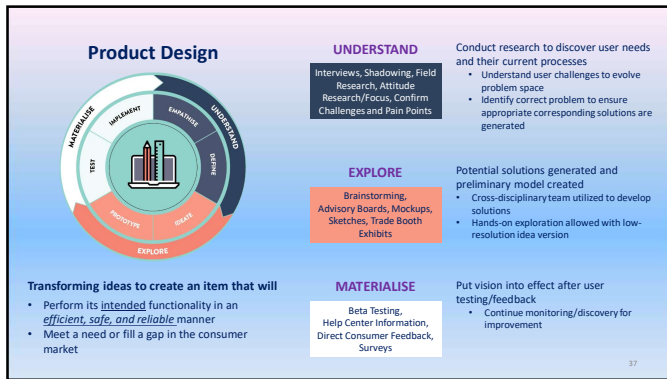 Product Design
MATERIALISE
UNDERSTAND
EXPLORE
IMPLEMENT
EMPATHISE
TEST
DEFINE
PROTOTYPE
IDEATE
Transforming ideas to create an item that will
• Perform its intended functionality in an
efficient, safe, and reliable manner
• Meet a need or fill a gap in the consumer
market
UNDERSTAND
Interviews, Shadowing, Field
Research, Attitude
Research/Focus, Confirm
Challenges and Pain Points
Conduct research to discover user needs
and their current processes
• Understand user challenges to evolve
problem space
• Identify correct problem to ensure
appropriate corresponding solutions are
generated
EXPLORE
Brainstorming,
Advisory Boards, Mockups,
Sketches, Trade Booth
Exhibits
Potential solutions generated and
preliminary model created
• Cross-disciplinary team utilized to develop
solutions
• Hands-on exploration allowed with low-
resolution idea version
MATERIALISE
Beta Testing,
Help Center Information,
Direct Consumer Feedback,
Surveys
Put vision into effect after user
testing/feedback
• Continue monitoring/discovery for
improvement
37